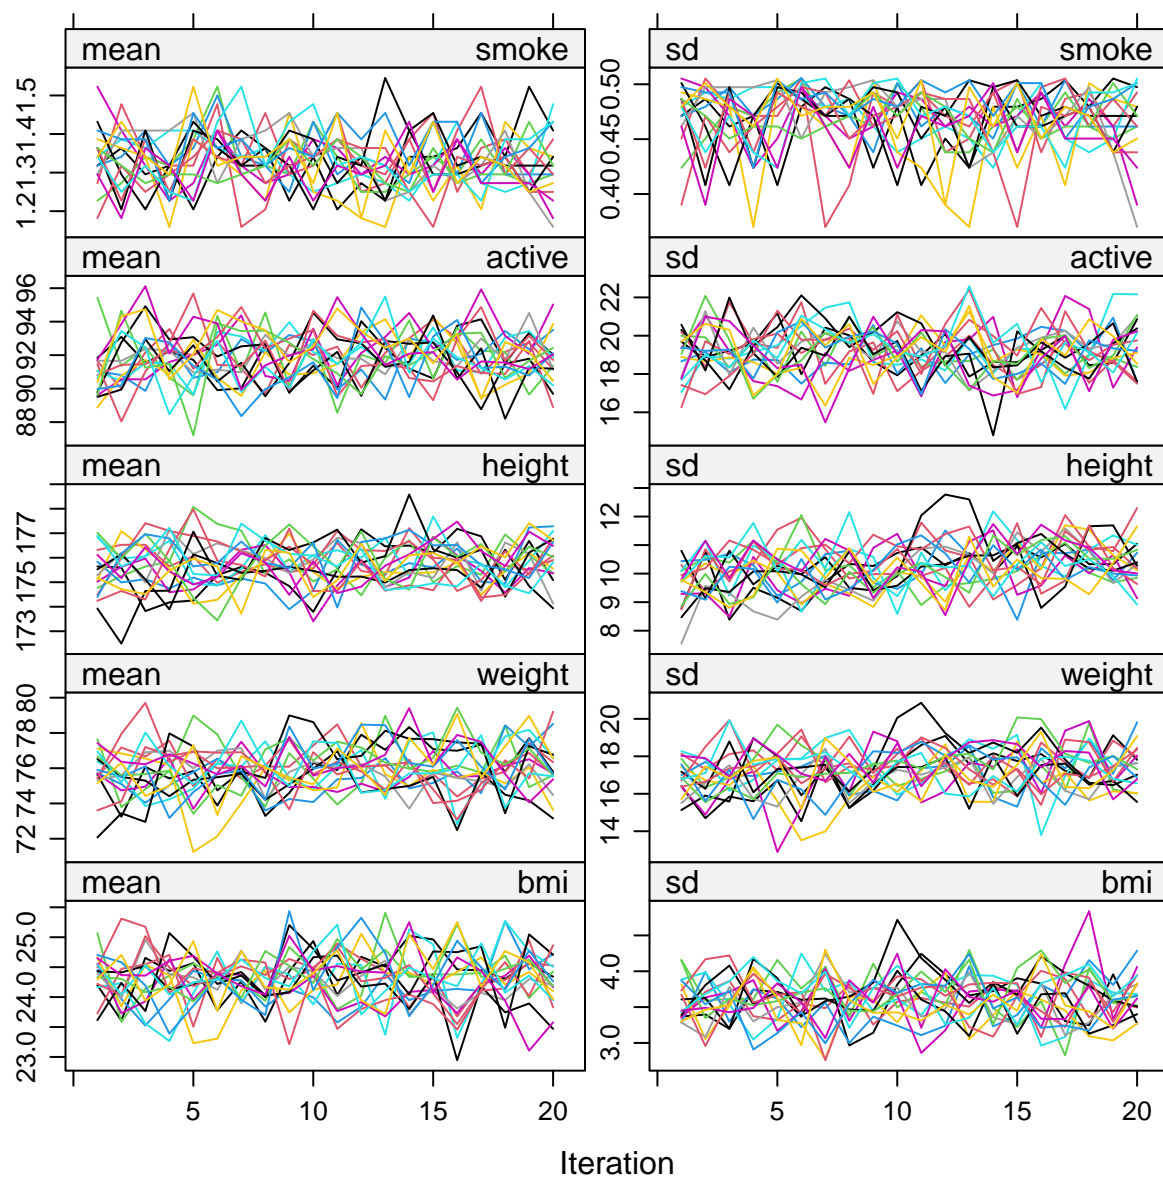 mean smoke
sd smoke
1.2 1.3 1.4 1.5
0.40 0.45 0.50
mean active
sd active
88 90 92 94 96
16 18 20 22
mean height
sd height
173 175 177
8 9 10 12
mean weight
sd weight
72 74 76 78 80
14 16 18 20
mean bmi
sd bmi
23.0 24.0 25.0
3.0 4.0
5 10 15 20
5 10 15 20
Iteration